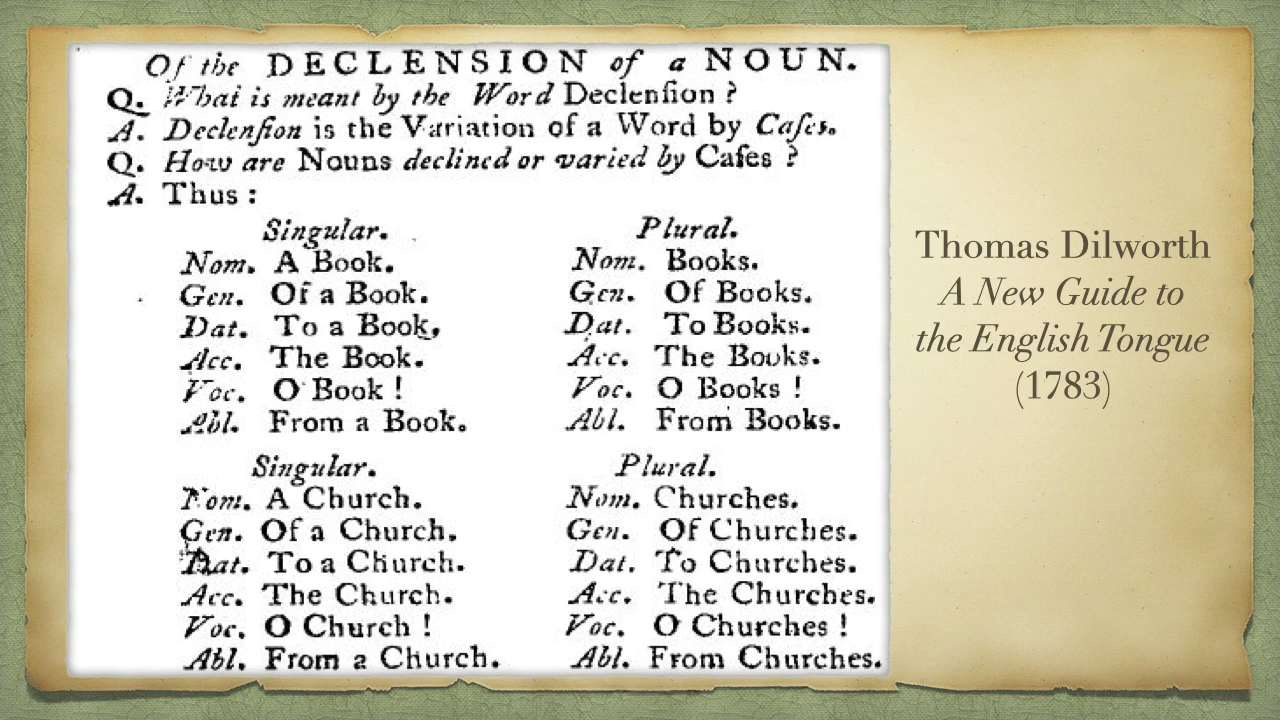 Of the DECLENSION of a NOUN.
Q. What is meant by the Word Declenſion ?
A. Declenſion is the Variation of a Word by Caſes.
Q. How are Nouns declined or varied by Caſes ?
A. Thus :
Singular. Plural.
Nom. A Book. Nom. Books.
Gen. Of a Book. Gen. Of Books.
Dat. To a Book, Dat. To Books.
Acc. The Book. Acc. The Books.
Voc. O Book ! Voc. O Books !
Abl. From a Book. Abl. From Books.
Singular. Plural.
Nom. A Church. Nom. Churches.
Gen. Of a Church. Gen. Of Churches.
Dat. To a Church. Dat. To Churches.
Acc. The Church. Acc. The Churches.
Voc. O Church ! Voc. O Churches !
Abl. From a Church. Abl. From Churches.
Thomas Dilworth
A New Guide to
the English Tongue
(1783)